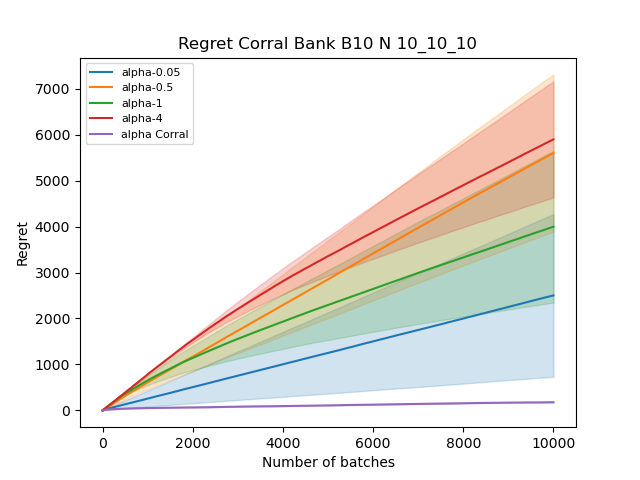 Regret Corral Bank B10 N 10_10_10
alpha-0.05
alpha-0.5
alpha-1
alpha-4
alpha Corral
7000
6000
5000
4000
3000
2000
1000
0
Regret
0 2000 4000 6000 8000 10000
Number of batches